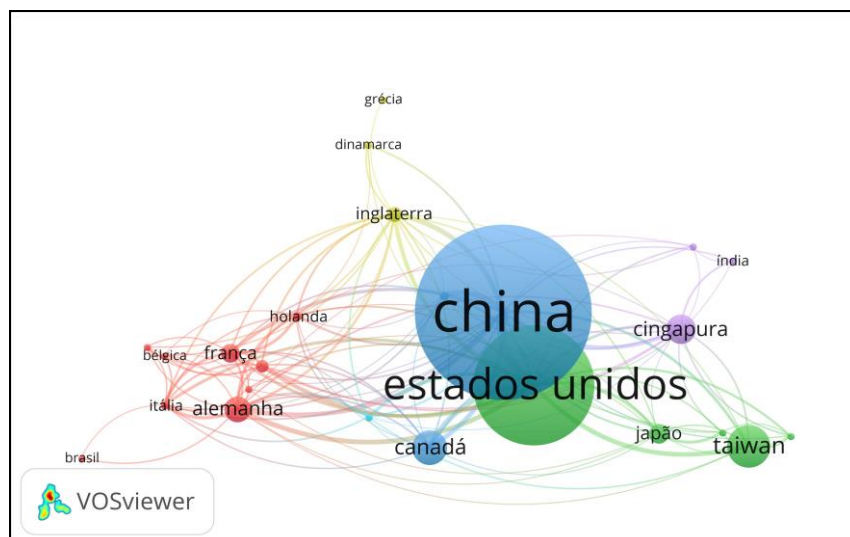 grécia
dinamarca
inglaterra
índia
china
holanda
cingapura
bélgica
frança
estados unidos
itália
alemanha
japão
canadá
taiwan
brasil
VOSviewer